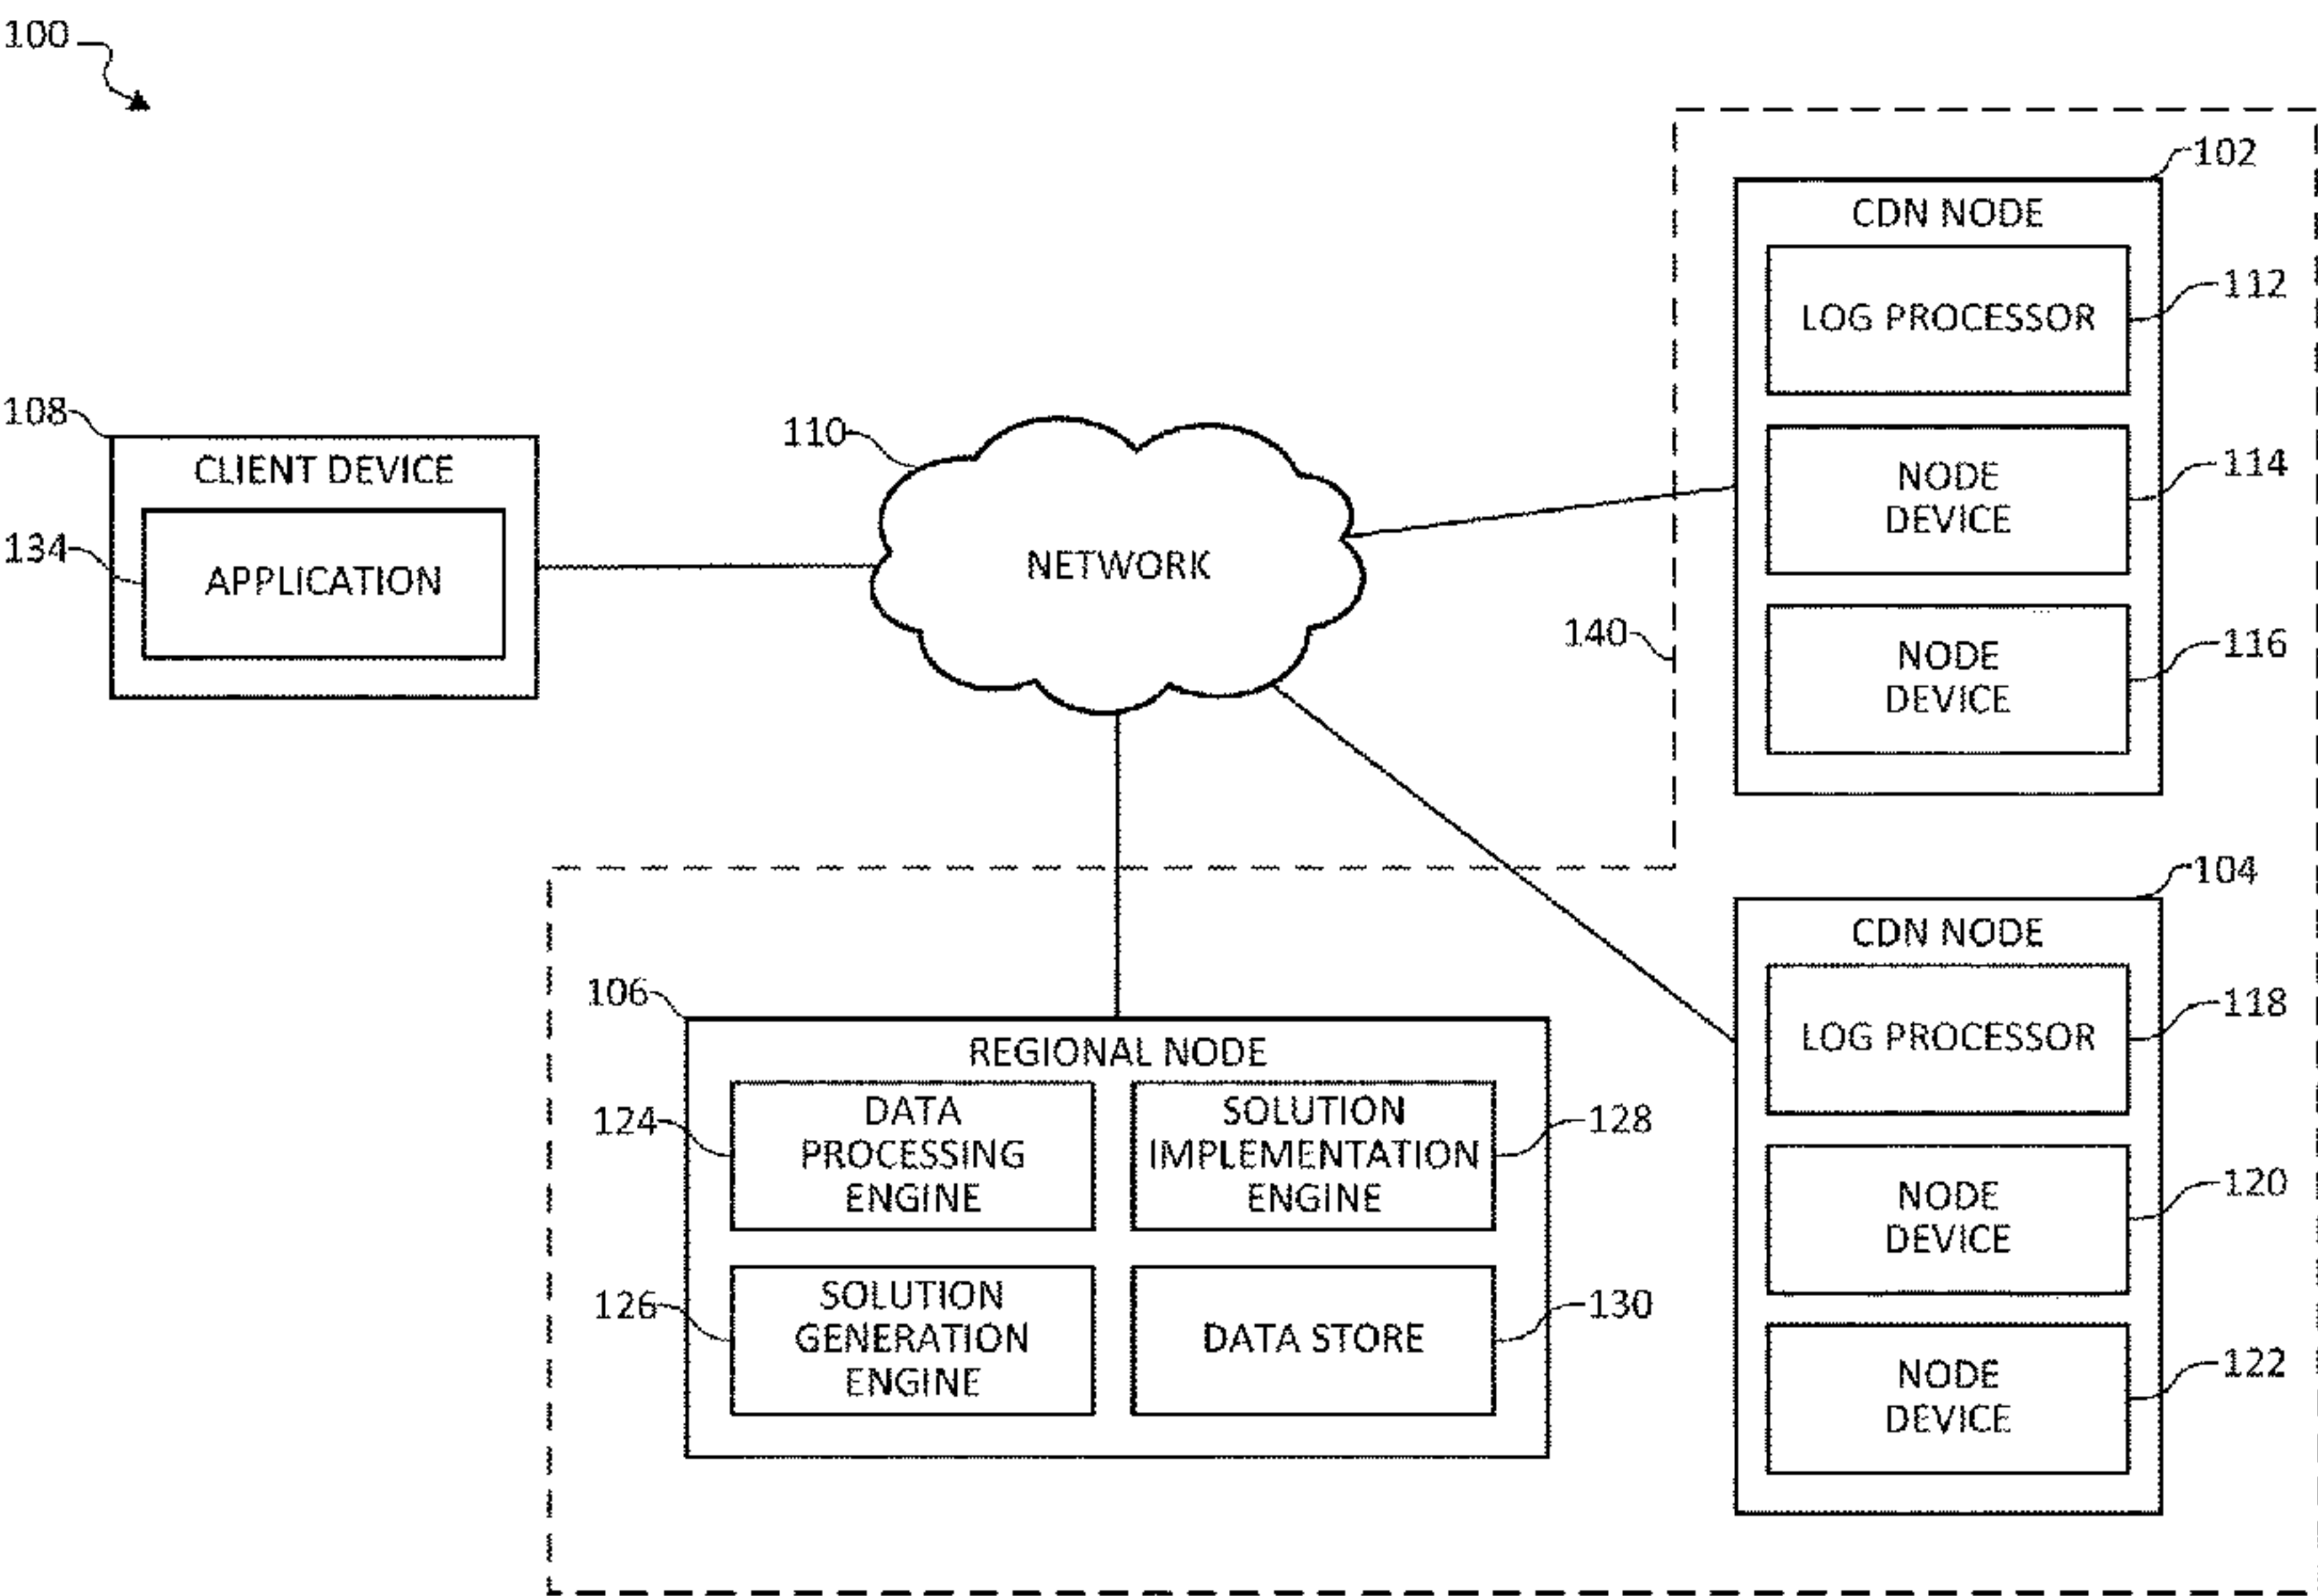 100
102
CDN NODE
LOG PROCESSOR
112
NODE
DEVICE
114
NODE
DEVICE
116
108
CLIENT DEVICE
134
APPLICATION
110
NETWORK
140
104
CDN NODE
LOG PROCESSOR
118
NODE
DEVICE
120
NODE
DEVICE
122
106
REGIONAL NODE
124
DATA
PROCESSING
ENGINE
SOLUTION
IMPLEMENTATION
ENGINE
128
126
SOLUTION
GENERATION
ENGINE
DATA STORE
130